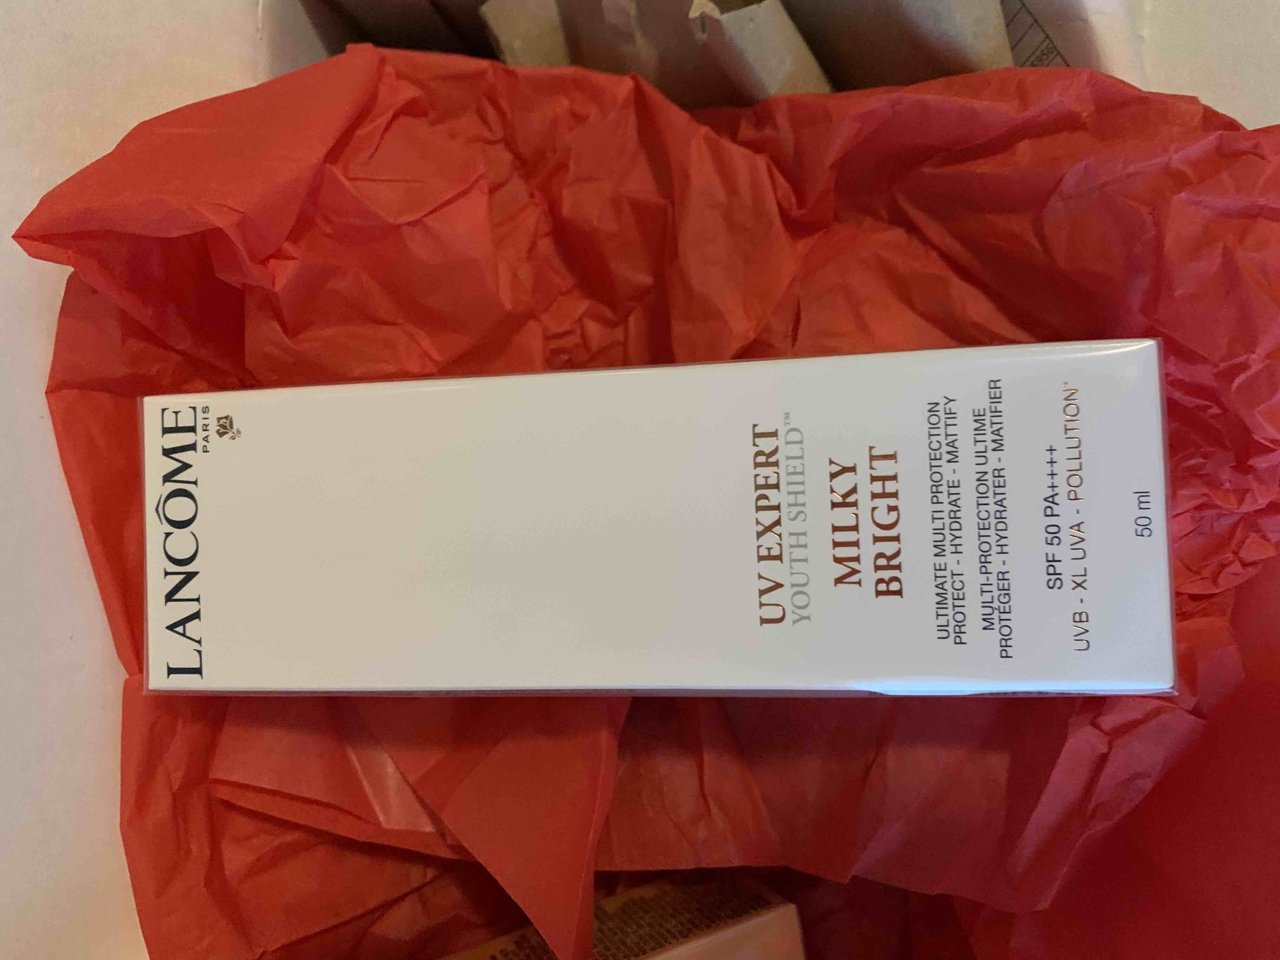 LANCÔME
PARIS
UV EXPERT
YOUTH SHIELD™
MILKY
BRIGHT
ULTIMATE MULTI PROTECTION
PROTECT - HYDRATE - MATTIFY
MULTI-PROTECTION ULTIME
PROTÉGER - HYDRATER - MATIFIER
SPF 50 PA++++
UVB - XL UVA - POLLUTION*
50 ml